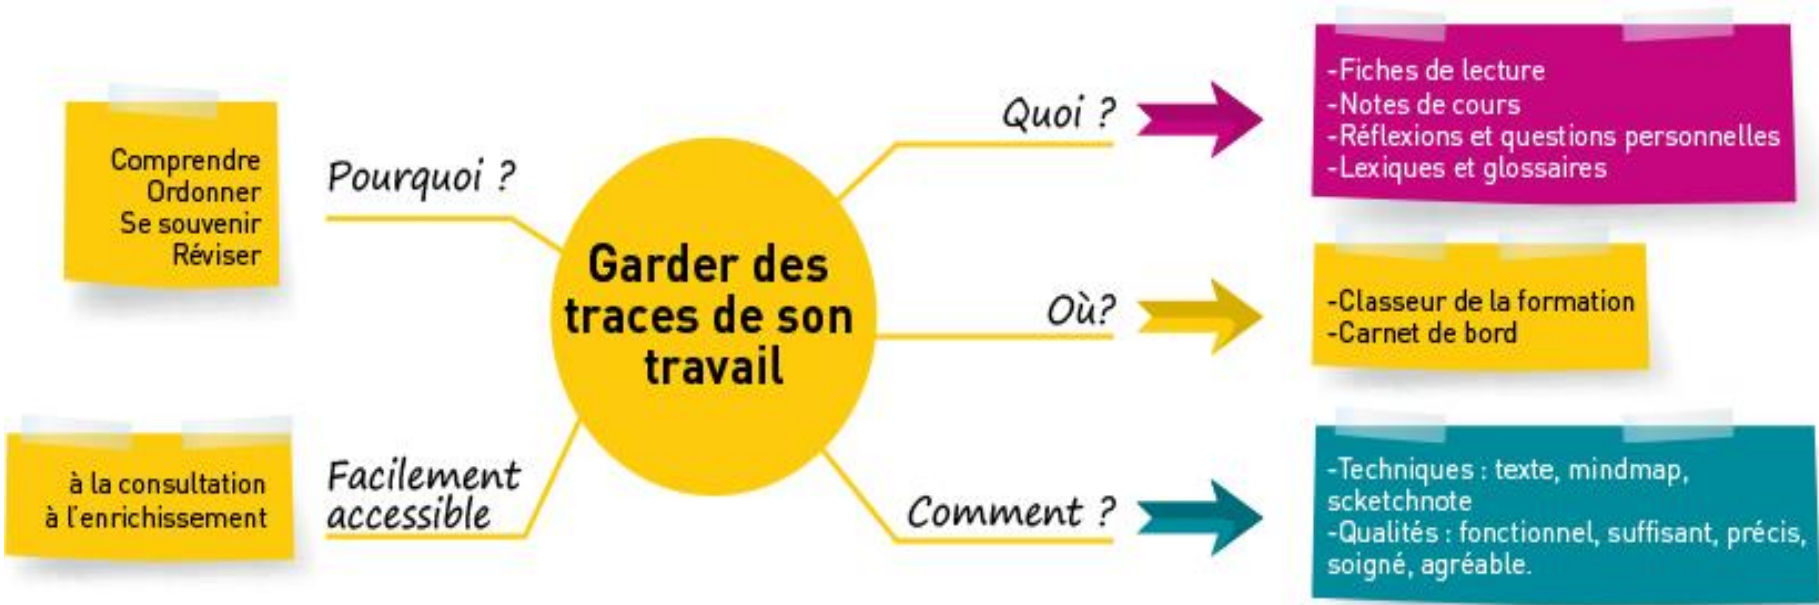 Garder des
traces de son
travail
Pourquoi ?
Comprendre
Ordonner
Se souvenir
Réviser
Facilement
accessible
à la consultation
à l'enrichissement
Quoi ?
-Fiches de lecture
-Notes de cours
-Réflexions et questions personnelles
-Lexiques et glossaires
Où?
-Classeur de la formation
-Carnet de bord
Comment ?
-Techniques : texte, mindmap,
scketchnote
-Qualités : fonctionnel, suffisant, précis,
soigné, agréable.